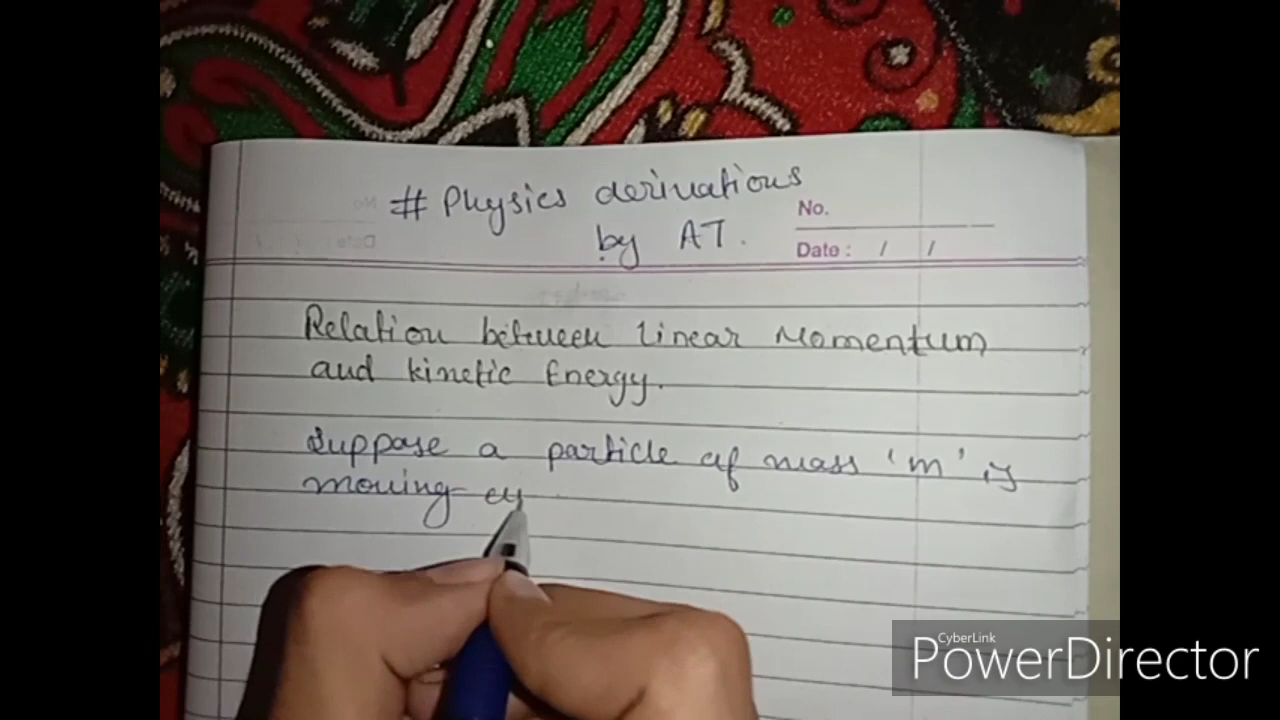 # Physics derivations
by AT.
No.
Date : / /
Relation between Linear Momentum
and kinetic Energy.
Suppose a particle of mass 'm' is
moving
CyberLink
PowerDirector